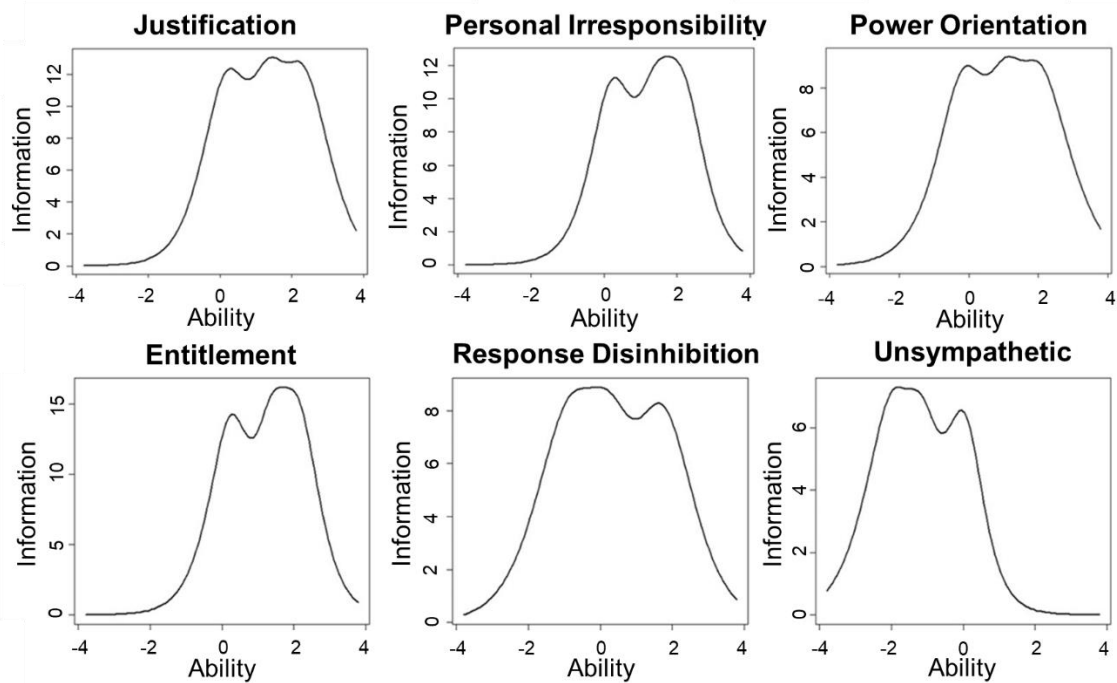 Justification
Information
12
10
8
6
4
2
0
-4 -2 0 2 4
Ability
Personal Irresponsibility
Information
12
10
8
6
4
2
0
-4 -2 0 2 4
Ability
Power Orientation
Information
8
6
4
2
0
-4 -2 0 2 4
Ability
Entitlement
Information
15
10
5
0
-4 -2 0 2 4
Ability
Response Disinhibition
Information
8
6
4
2
0
-4 -2 0 2 4
Ability
Unsympathetic
Information
6
4
2
0
-4 -2 0 2 4
Ability